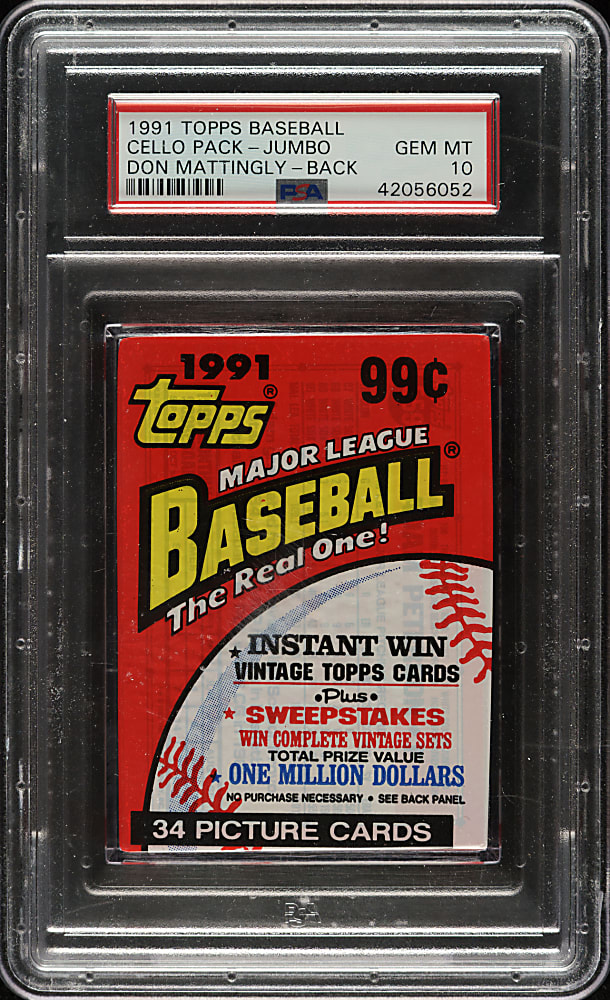 1991 TOPPS BASEBALL
CELLO PACK - JUMBO GEM MT
DON MATTINGLY - BACK 10
PSA 42056052
1991 99¢
Topps®
MAJOR LEAGUE
BASEBALL®
The Real One!
★ INSTANT WIN
VINTAGE TOPPS CARDS
•Plus•
★ SWEEPSTAKES
WIN COMPLETE VINTAGE SETS
TOTAL PRIZE VALUE
★ ONE MILLION DOLLARS
NO PURCHASE NECESSARY • SEE BACK PANEL
34 PICTURE CARDS
PSA